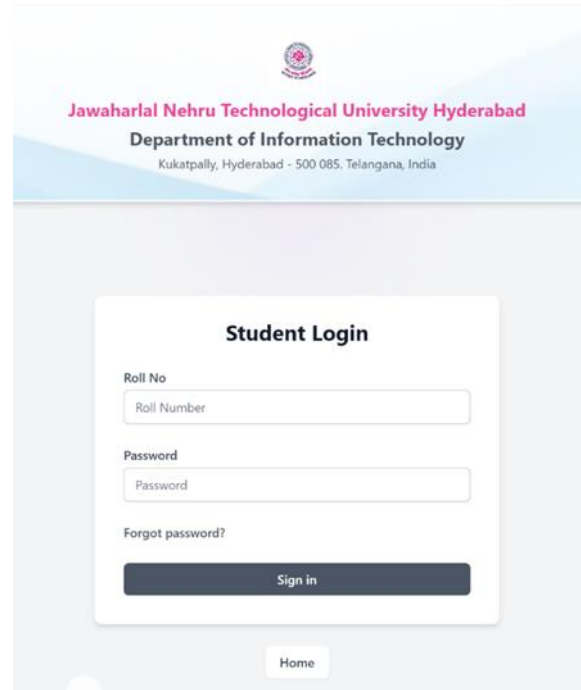 Jawaharlal Nehru Technological University Hyderabad
Department of Information Technology
Kukatpally, Hyderabad - 500 085. Telangana, India
Student Login
Roll No
Roll Number
Password
Password
Forgot password?
Sign in
Home